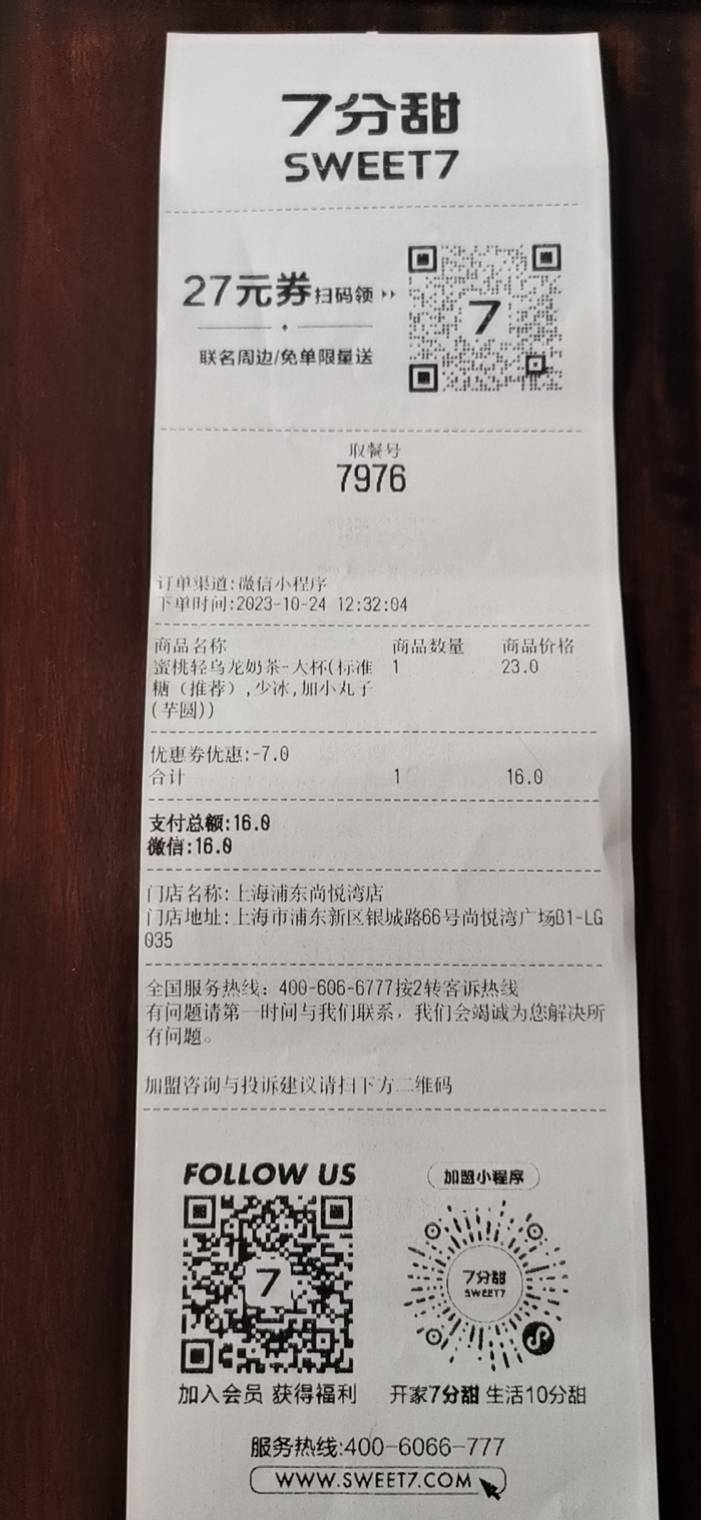 7分甜
SWEET7
27元券扫码领
联名周边/免单限量送
7
取餐号
7976
订单渠道:微信小程序
下单时间:2023-10-24 12:32:04
商品名称 商品数量 商品价格
蜜桃轻乌龙奶茶-大杯(标准 1 23.0
糖（推荐）,少冰,加小丸子
(芋圆))
优惠券优惠:-7.0
合计 1 16.0
支付总额:16.0
微信:16.0
门店名称:上海浦东尚悦湾店
门店地址:上海市浦东新区银城路66号尚悦湾广场B1-LG
035
全国服务热线：400-606-6777按2转客诉热线
有问题请第一时间与我们联系，我们会竭诚为您解决所
有问题。
加盟咨询与投诉建议请扫下方二维码
FOLLOW US 加盟小程序
7 7分甜
SWEET7
加入会员 获得福利 开家7分甜 生活10分甜
服务热线:400-6066-777
WWW.SWEET7.COM